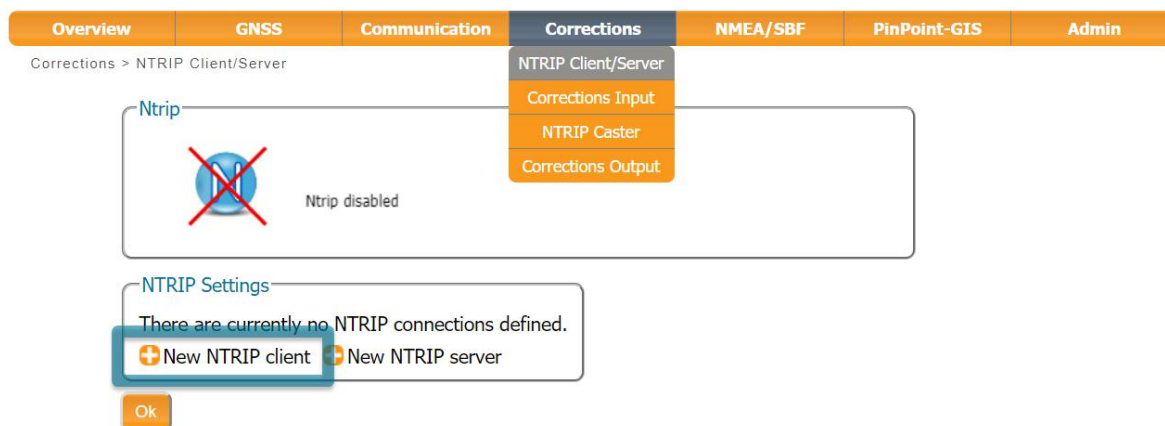 Overview GNSS Communication Corrections NMEA/SBF PinPoint-GIS Admin
Corrections > NTRIP Client/Server
NTRIP Client/Server
Corrections Input
NTRIP Caster
Corrections Output
Ntrip
N
Ntrip disabled
NTRIP Settings
There are currently no NTRIP connections defined.
New NTRIP client New NTRIP server
Ok